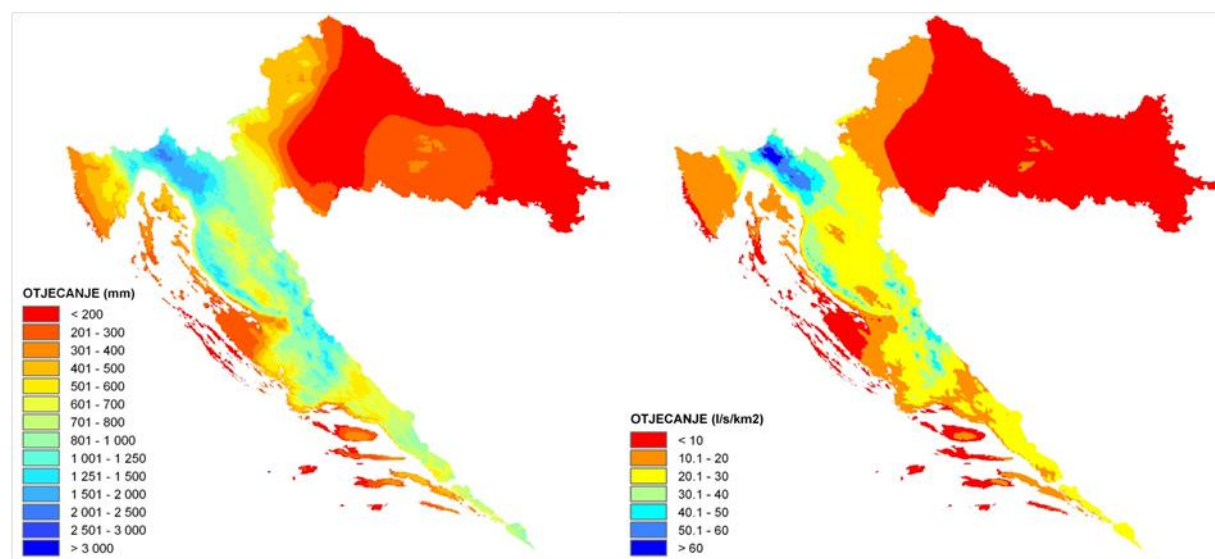 OTJECANJE (mm)
< 200
201 - 300
301 - 400
401 - 500
501 - 600
601 - 700
701 - 800
801 - 1 000
1 001 - 1 250
1 251 - 1 500
1 501 - 2 000
2 001 - 2 500
2 501 - 3 000
> 3 000
OTJECANJE (l/s/km2)
< 10
10.1 - 20
20.1 - 30
30.1 - 40
40.1 - 50
50.1 - 60
> 60